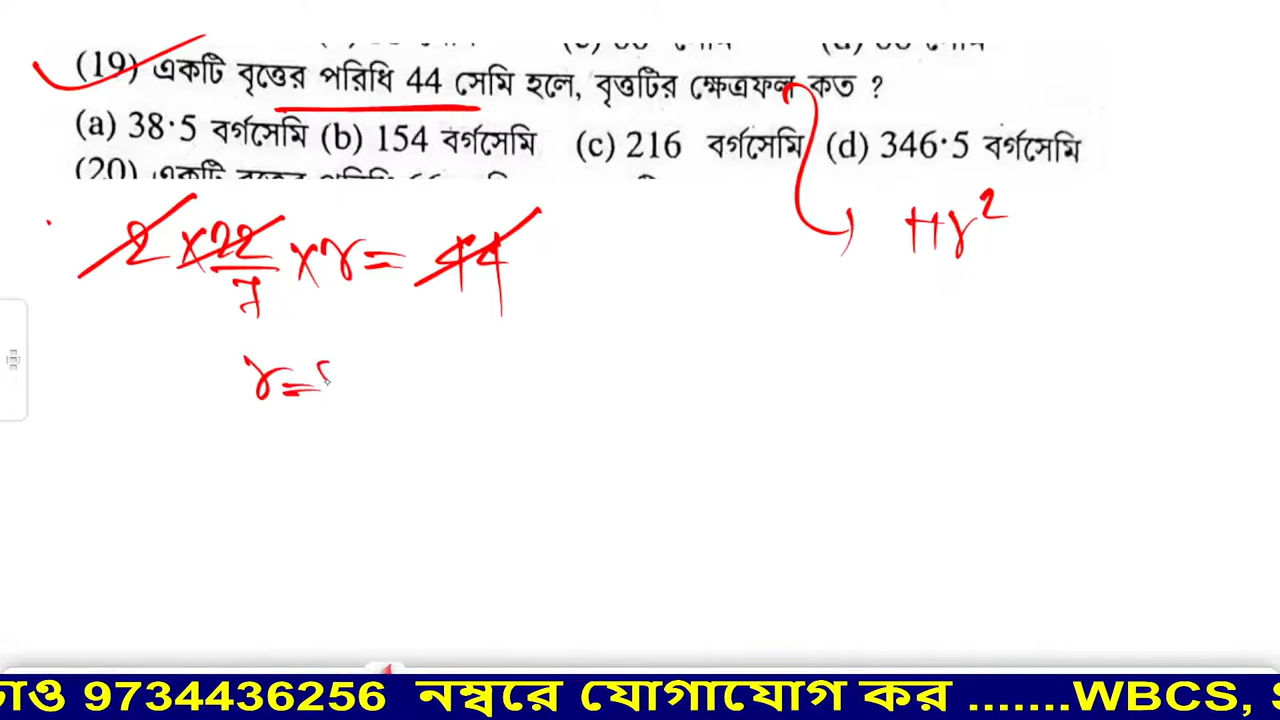 (19) একটি বৃত্তের পরিধি 44 সেমি হলে, বৃত্তটির ক্ষেত্রফল কত ?
(a) 38·5 বর্গসেমি (b) 154 বর্গসেমি (c) 216 বর্গসেমি (d) 346·5 বর্গসেমি
(20)
2 × 22/7 × r = 44
πr²
r =
9734436256 নম্বরে যোগাযোগ কর .......WBCS,